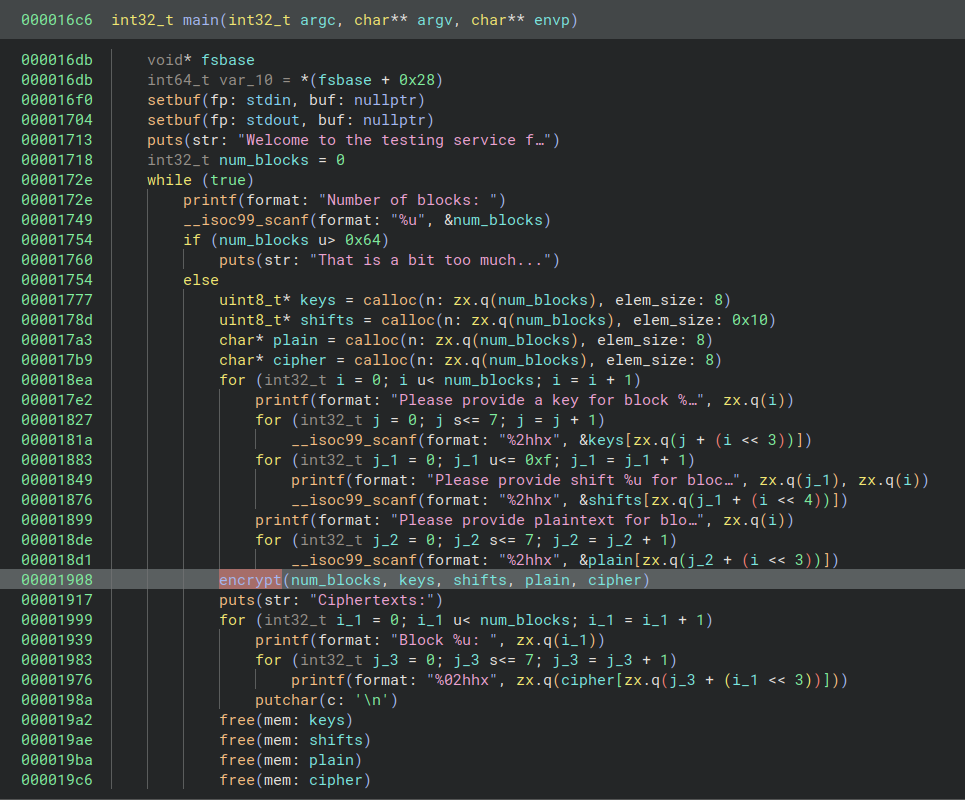 000016c6 int32_t main(int32_t argc, char** argv, char** envp)
000016db void* fsbase
000016db int64_t var_10 = *(fsbase + 0x28)
000016f0 setbuf(fp: stdin, buf: nullptr)
00001704 setbuf(fp: stdout, buf: nullptr)
00001713 puts(str: "Welcome to the testing service f…")
00001718 int32_t num_blocks = 0
0000172e while (true)
0000172e printf(format: "Number of blocks: ")
00001749 __isoc99_scanf(format: "%u", &num_blocks)
00001754 if (num_blocks u> 0x64)
00001760 puts(str: "That is a bit too much...")
00001754 else
00001777 uint8_t* keys = calloc(n: zx.q(num_blocks), elem_size: 8)
0000178d uint8_t* shifts = calloc(n: zx.q(num_blocks), elem_size: 0x10)
000017a3 char* plain = calloc(n: zx.q(num_blocks), elem_size: 8)
000017b9 char* cipher = calloc(n: zx.q(num_blocks), elem_size: 8)
000018ea for (int32_t i = 0; i u< num_blocks; i = i + 1)
000017e2 printf(format: "Please provide a key for block %…", zx.q(i))
00001827 for (int32_t j = 0; j s<= 7; j = j + 1)
0000181a __isoc99_scanf(format: "%2hhx", &keys[zx.q(j + (i << 3))])
00001883 for (int32_t j_1 = 0; j_1 u<= 0xf; j_1 = j_1 + 1)
00001849 printf(format: "Please provide shift %u for bloc…", zx.q(j_1), zx.q(i))
00001876 __isoc99_scanf(format: "%2hhx", &shifts[zx.q(j_1 + (i << 4))])
00001899 printf(format: "Please provide plaintext for blo…", zx.q(i))
000018de for (int32_t j_2 = 0; j_2 s<= 7; j_2 = j_2 + 1)
000018d1 __isoc99_scanf(format: "%2hhx", &plain[zx.q(j_2 + (i << 3))])
00001908 encrypt(num_blocks, keys, shifts, plain, cipher)
00001917 puts(str: "Ciphertexts:")
00001999 for (int32_t i_1 = 0; i_1 u< num_blocks; i_1 = i_1 + 1)
00001939 printf(format: "Block %u: ", zx.q(i_1))
00001983 for (int32_t j_3 = 0; j_3 s<= 7; j_3 = j_3 + 1)
00001976 printf(format: "%02hhx", zx.q(cipher[zx.q(j_3 + (i_1 << 3))]))
0000198a putchar(c: '\n')
000019a2 free(mem: keys)
000019ae free(mem: shifts)
000019ba free(mem: plain)
000019c6 free(mem: cipher)